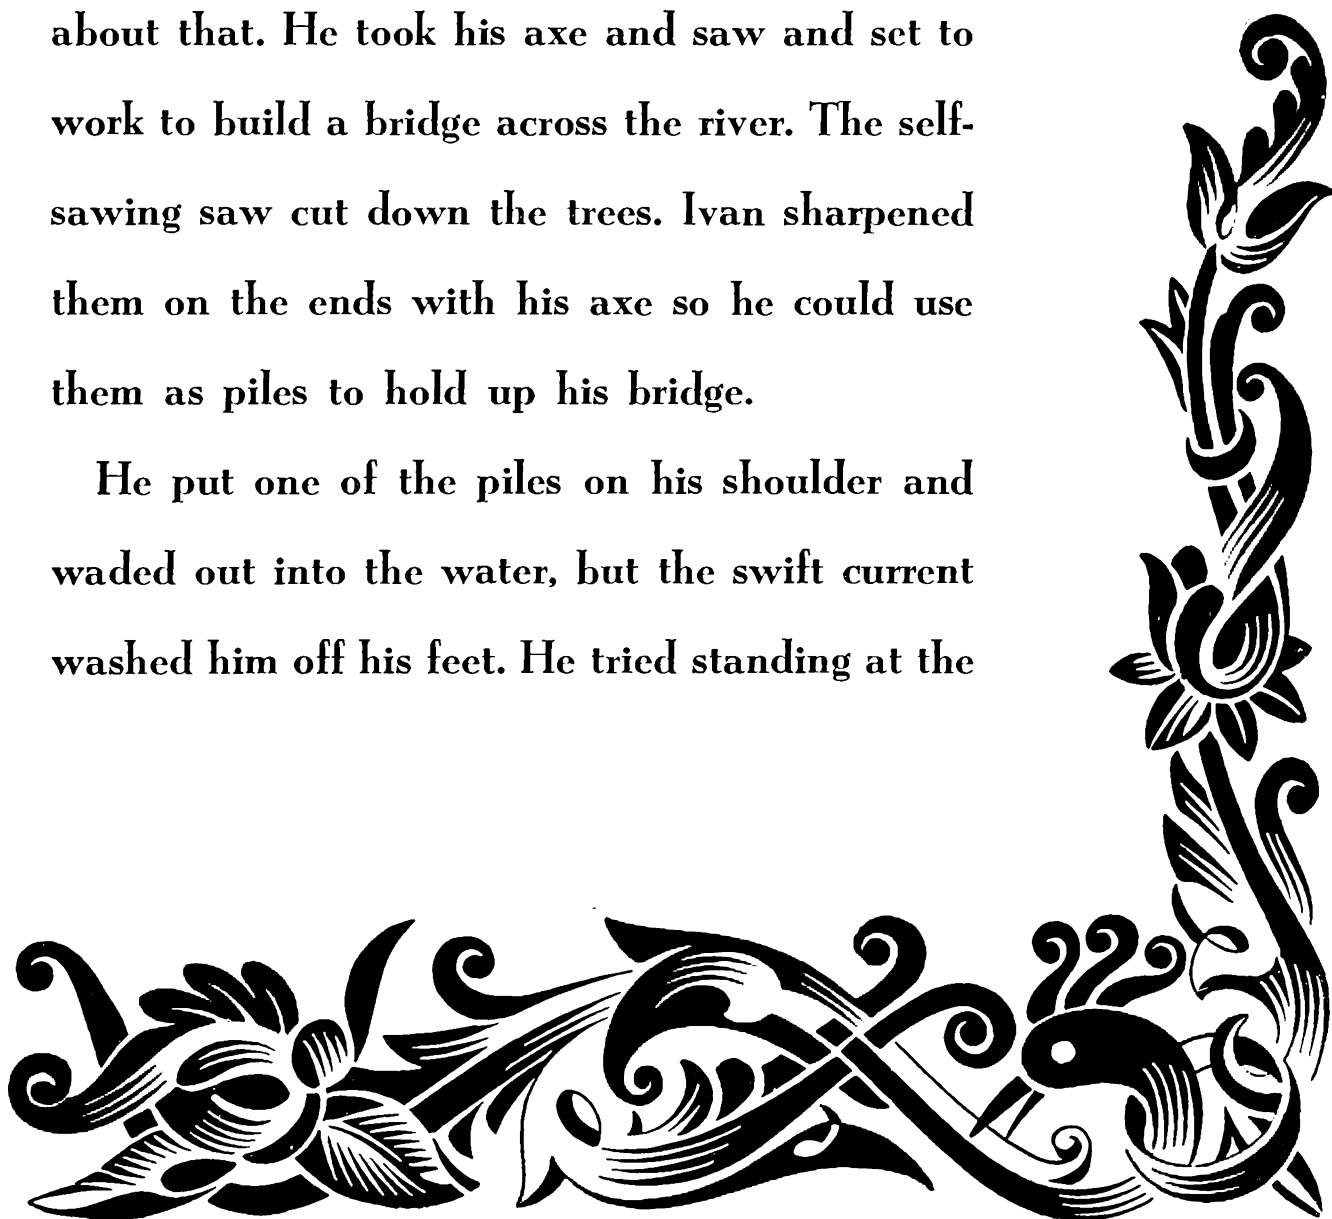 about that. He took his axe and saw and set to
work to build a bridge across the river. The self-
sawing saw cut down the trees. Ivan sharpened
them on the ends with his axe so he could use
them as piles to hold up his bridge.
He put one of the piles on his shoulder and
waded out into the water, but the swift current
washed him off his feet. He tried standing at the